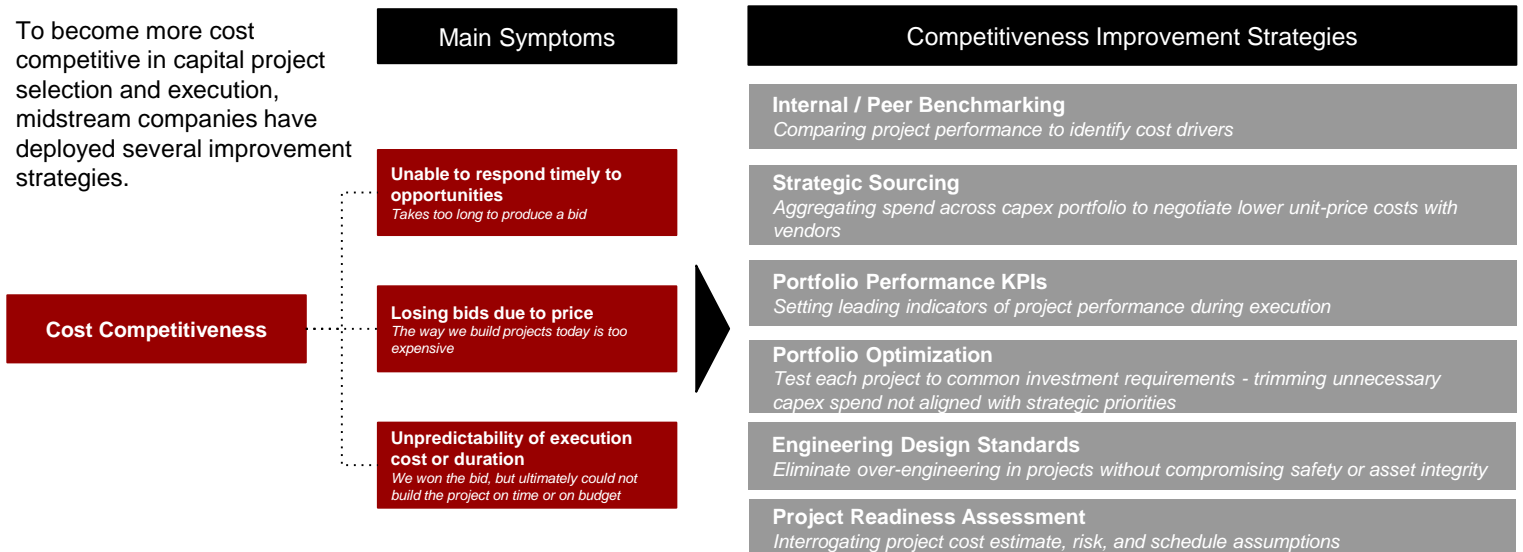 To become more cost
competitive in capital project
selection and execution,
midstream companies have
deployed several improvement
strategies.
Main Symptoms
Competitiveness Improvement Strategies
Cost Competitiveness
Unable to respond timely to
opportunities
Takes too long to produce a bid
Losing bids due to price
The way we build projects today is too
expensive
Unpredictability of execution
cost or duration
We won the bid, but ultimately could not
build the project on time or on budget
Internal / Peer Benchmarking
Comparing project performance to identify cost drivers
Strategic Sourcing
Aggregating spend across capex portfolio to negotiate lower unit-price costs with
vendors
Portfolio Performance KPIs
Setting leading indicators of project performance during execution
Portfolio Optimization
Test each project to common investment requirements - trimming unnecessary
capex spend not aligned with strategic priorities
Engineering Design Standards
Eliminate over-engineering in projects without compromising safety or asset integrity
Project Readiness Assessment
Interrogating project cost estimate, risk, and schedule assumptions